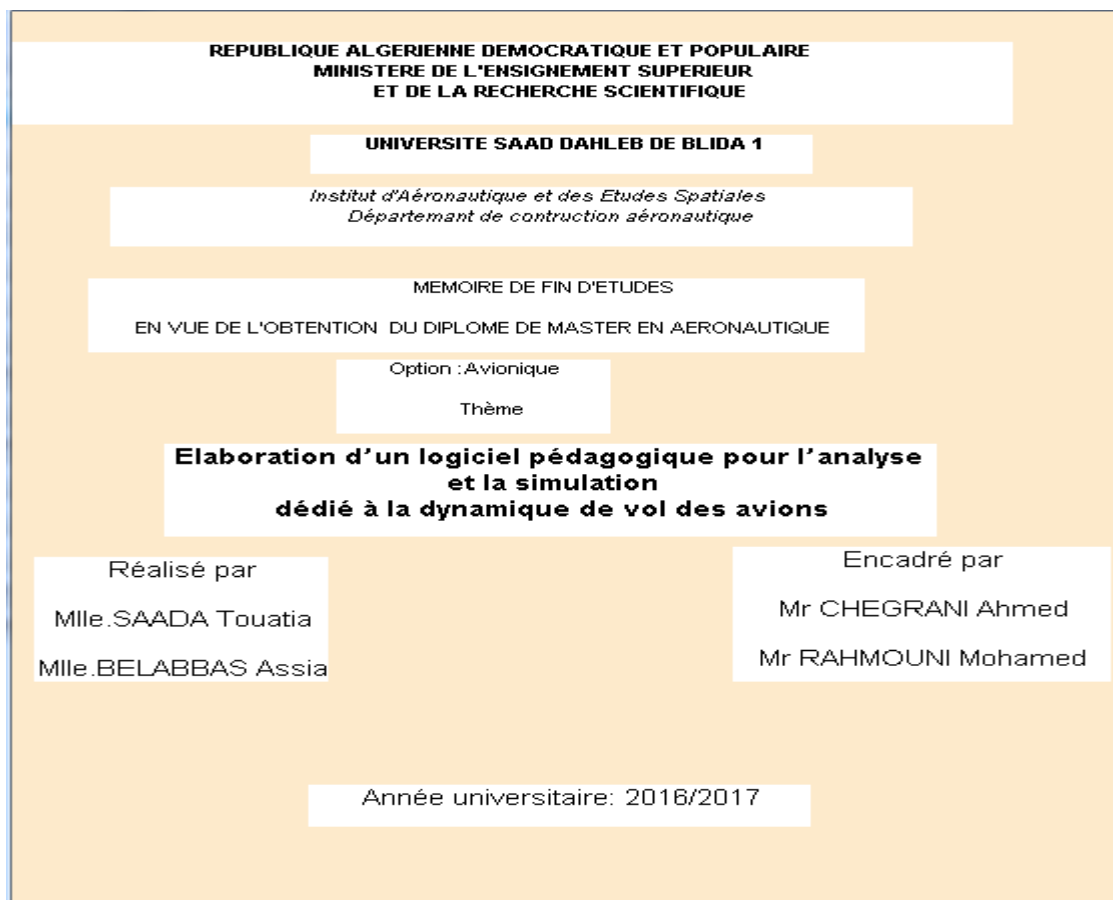 REPUBLIQUE ALGERIENNE DEMOCRATIQUE ET POPULAIRE
MINISTERE DE L'ENSIGNEMENT SUPERIEUR
ET DE LA RECHERCHE SCIENTIFIQUE
UNIVERSITE SAAD DAHLEB DE BLIDA 1
Institut d'Aéronautique et des Etudes Spatiales
Départemant de contruction aéronautique
MEMOIRE DE FIN D'ETUDES
EN VUE DE L'OBTENTION DU DIPLOME DE MASTER EN AERONAUTIQUE
Option :Avionique
Thème
Elaboration d’un logiciel pédagogique pour l’analyse
et la simulation
dédié à la dynamique de vol des avions
Réalisé par
Mlle.SAADA Touatia
Mlle.BELABBAS Assia
Encadré par
Mr CHEGRANI Ahmed
Mr RAHMOUNI Mohamed
Année universitaire: 2016/2017